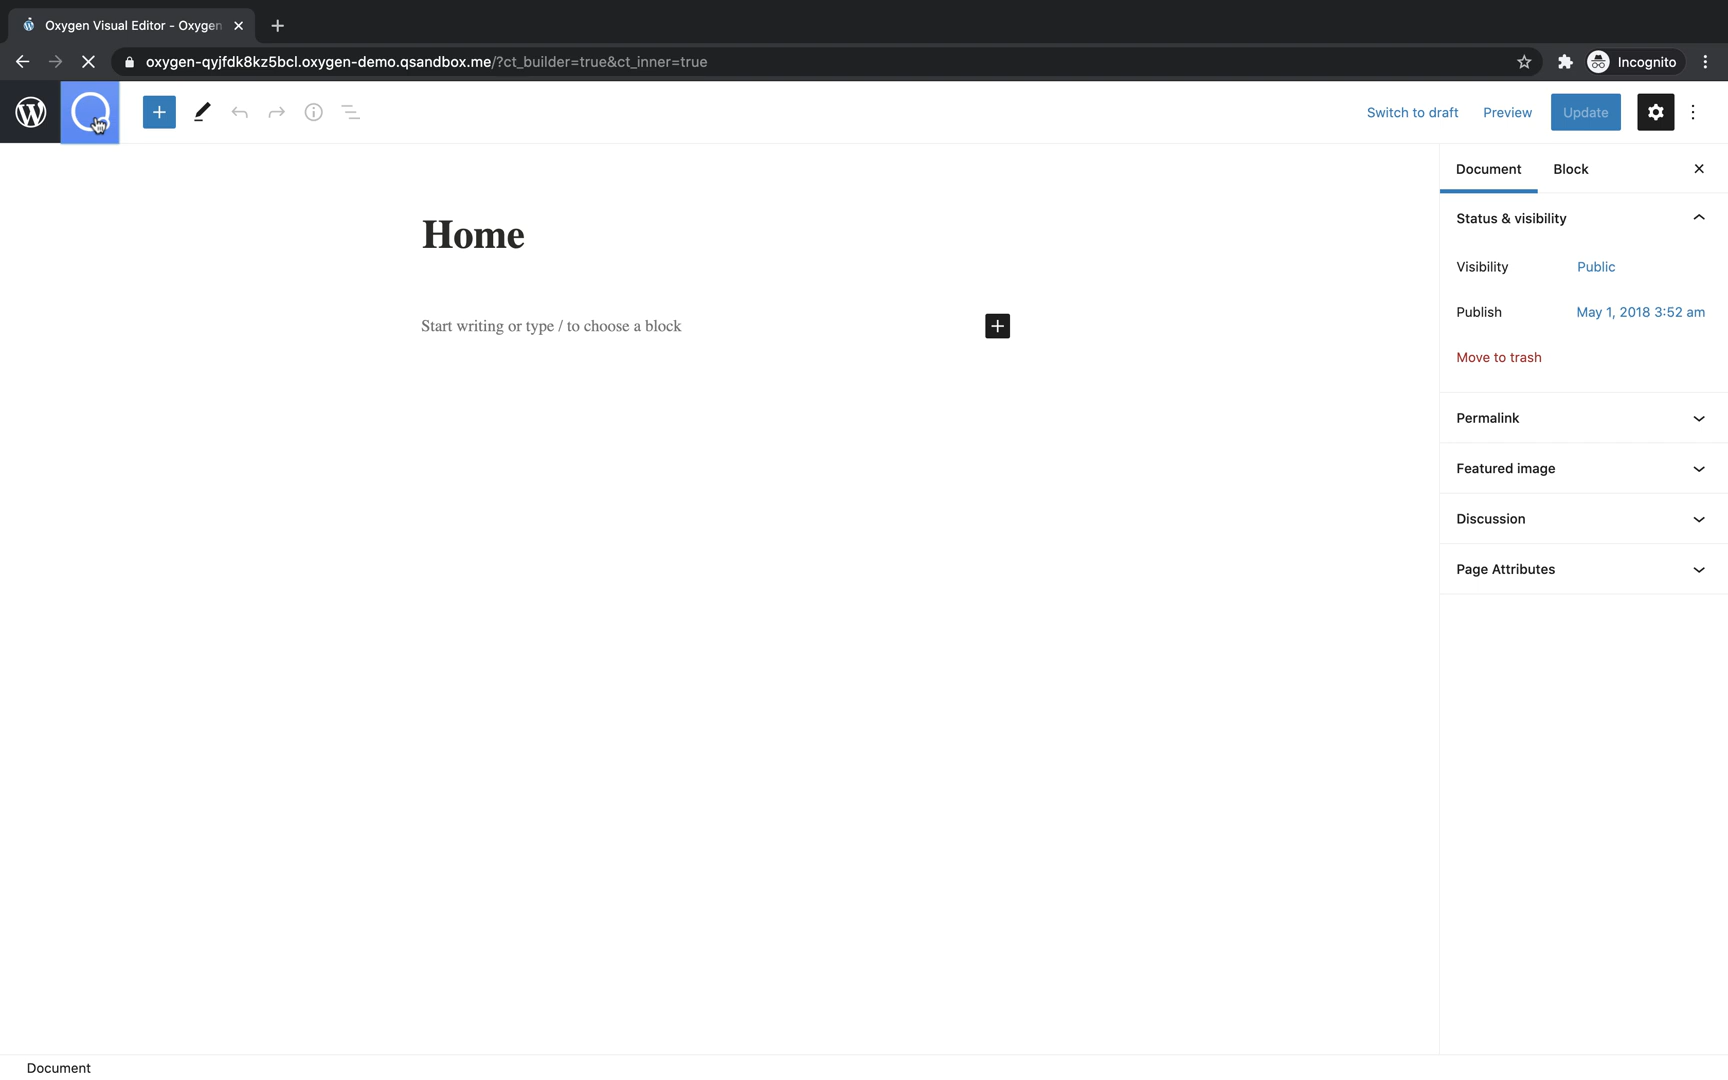 Oxygen Visual Editor - Oxygen
oxygen-qyjfdk8kz5bcl.oxygen-demo.qsandbox.me/?ct_builder=true&ct_inner=true
Incognito
Switch to draft
Preview
Update
Document
Block
Status & visibility
Home
Visibility
Public
Publish
May 1, 2018 3:52 am
Start writing or type / to choose a block
Move to trash
Permalink
Featured image
Discussion
Page Attributes
Document